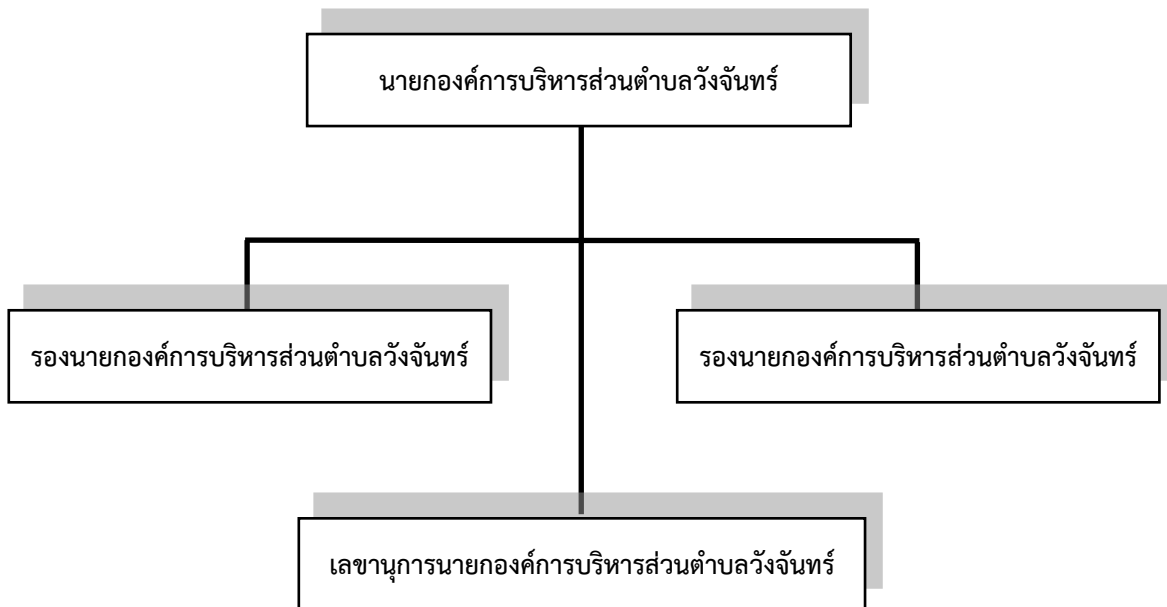 นายกองค์การบริหารส่วนตำบลวังจันทร์
รองนายกองค์การบริหารส่วนตำบลวังจันทร์
รองนายกองค์การบริหารส่วนตำบลวังจันทร์
เลขานุการนายกองค์การบริหารส่วนตำบลวังจันทร์